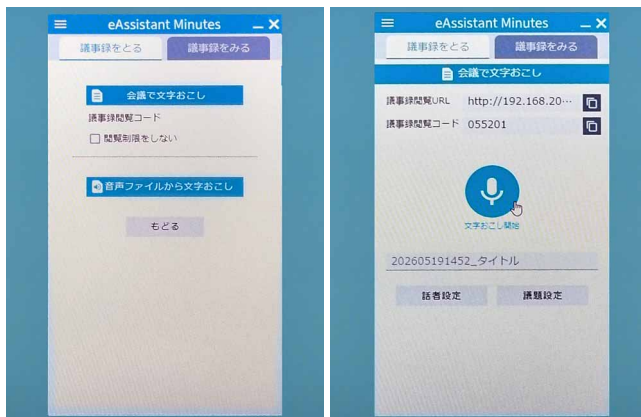 eAssistant Minutes
議事録をとる
議事録をみる
会議で文字おこし
議事録閲覧コード
閲覧制限をしない
音声ファイルから文字おこし
もどる
eAssistant Minutes
議事録をとる
議事録をみる
会議で文字おこし
議事録閲覧URL http://192.168.20…
議事録閲覧コード 055201
文字おこし開始
202605191452_タイトル
話者設定
議題設定